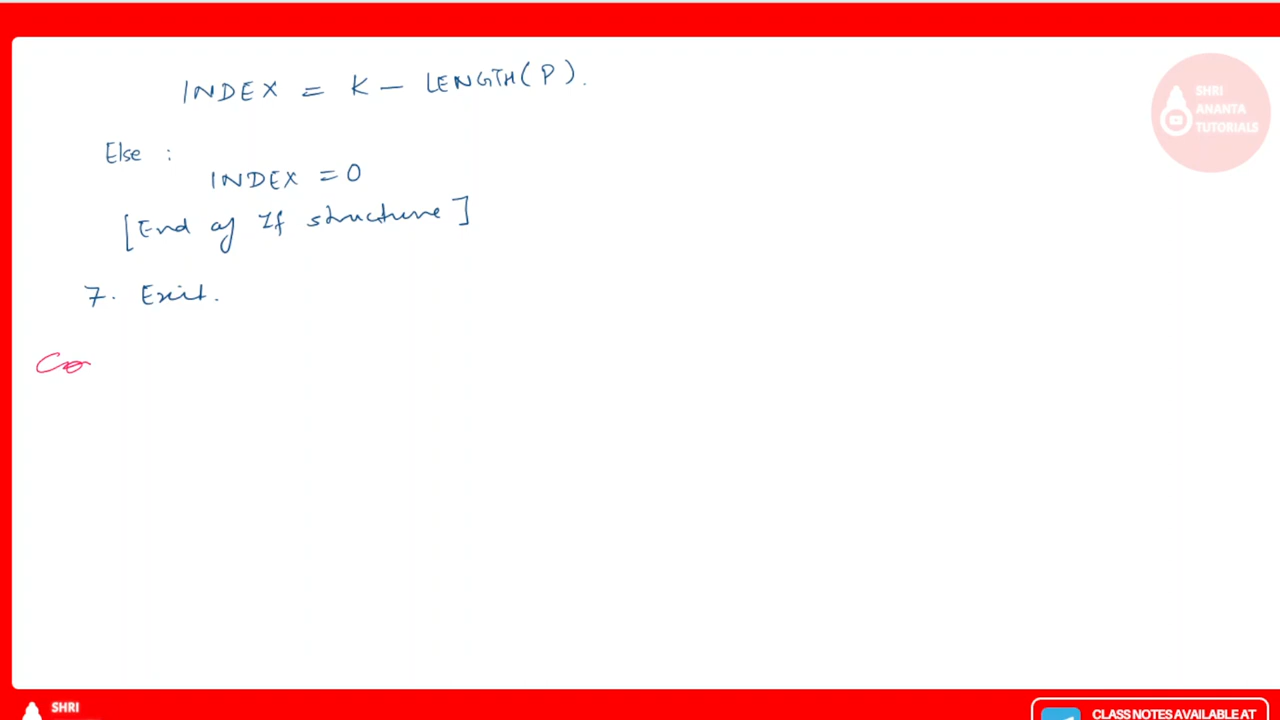 INDEX = K - LENGTH(P).
Else :
INDEX = 0
[End of If structure]
7. Exit.
Co
SHRI
ANANTA
TUTORIALS
SHRI
CLASS NOTES AVAILABLE AT